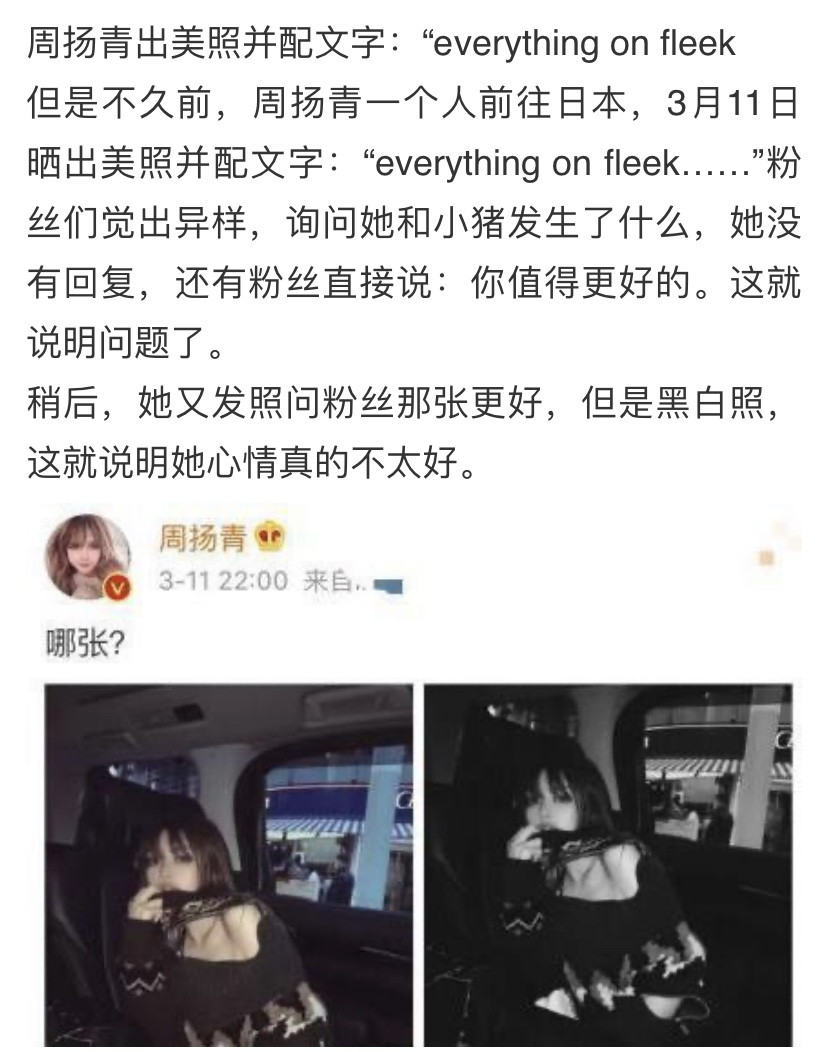 周扬青出美照并配文字：“everything on fleek
但是不久前，周扬青一个人前往日本，3月11日
晒出美照并配文字：“everything on fleek……”粉
丝们觉出异样，询问她和小猪发生了什么，她没
有回复，还有粉丝直接说：你值得更好的。这就
说明问题了。
稍后，她又发照问粉丝那张更好，但是黑白照，
这就说明她心情真的不太好。
周扬青
3-11 22:00 来自..
哪张?